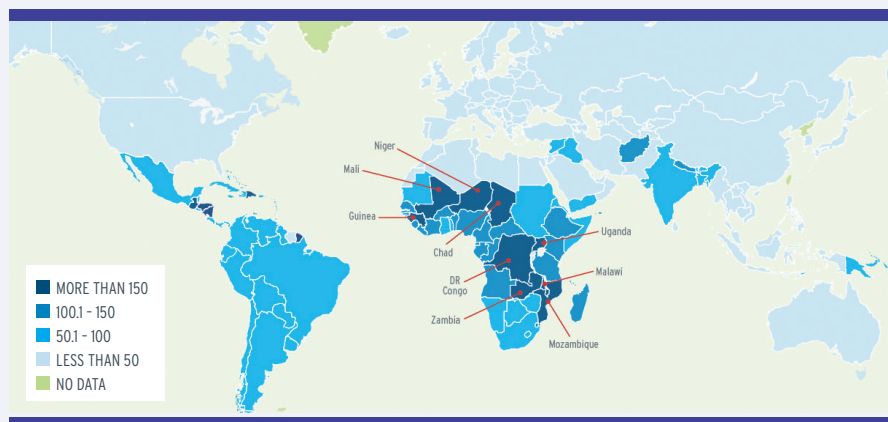 Niger
Mali
Guinea
Chad
DR
Congo
Zambia
Uganda
Malawi
Mozambique
MORE THAN 150
100.1 - 150
50.1 - 100
LESS THAN 50
NO DATA